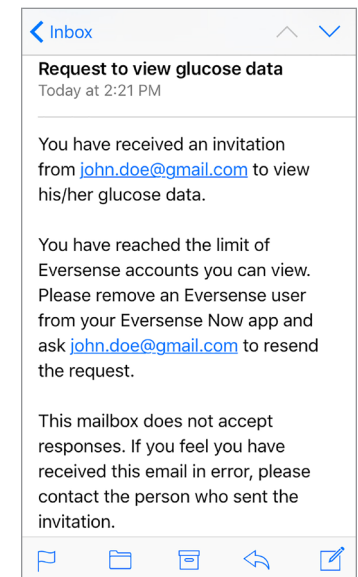 Inbox
Request to view glucose data
Today at 2:21 PM
You have received an invitation
from john.doe@gmail.com to view
his/her glucose data.
You have reached the limit of
Eversense accounts you can view.
Please remove an Eversense user
from your Eversense Now app and
ask john.doe@gmail.com to resend
the request.
This mailbox does not accept
responses. If you feel you have
received this email in error, please
contact the person who sent the
invitation.